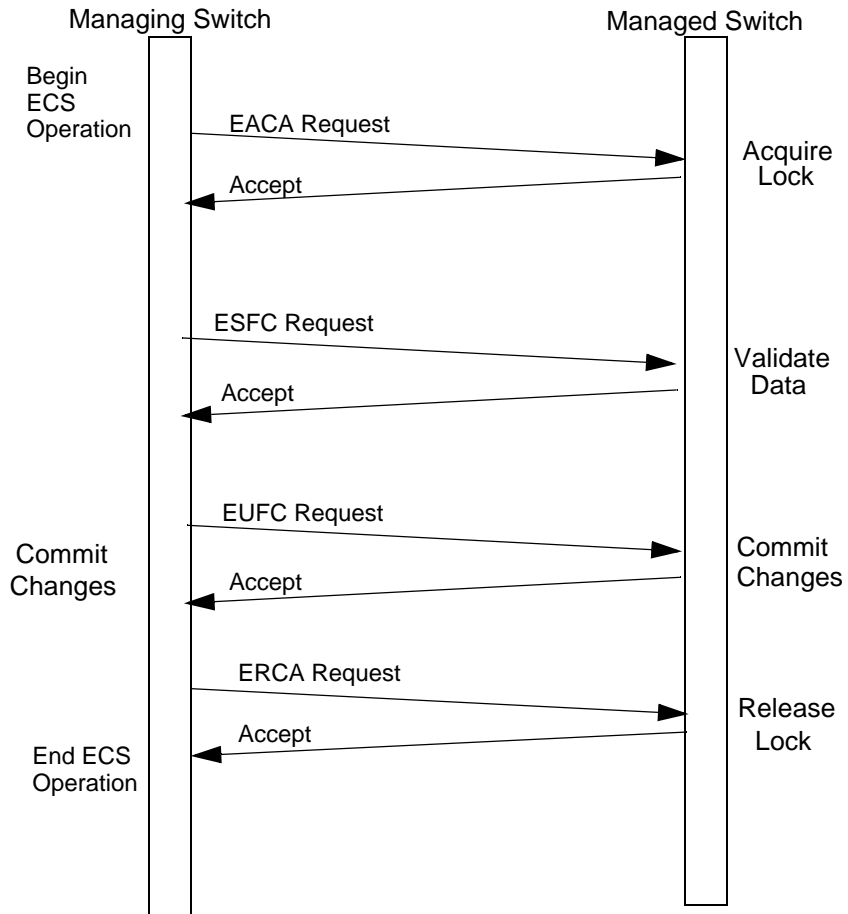 Managing Switch
Managed Switch
Begin
ECS
Operation
EACA Request
Acquire
Lock
Accept
ESFC Request
Validate
Data
Accept
EUFC Request
Commit
Changes
Commit
Changes
Accept
ERCA Request
Release
Lock
Accept
End ECS
Operation